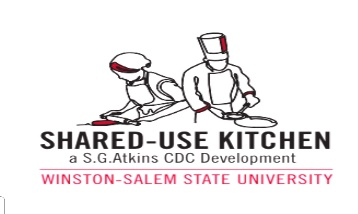 SHARED-USE KITCHEN
a S.G.Atkins CDC Development
WINSTON-SALEM STATE UNIVERSITY